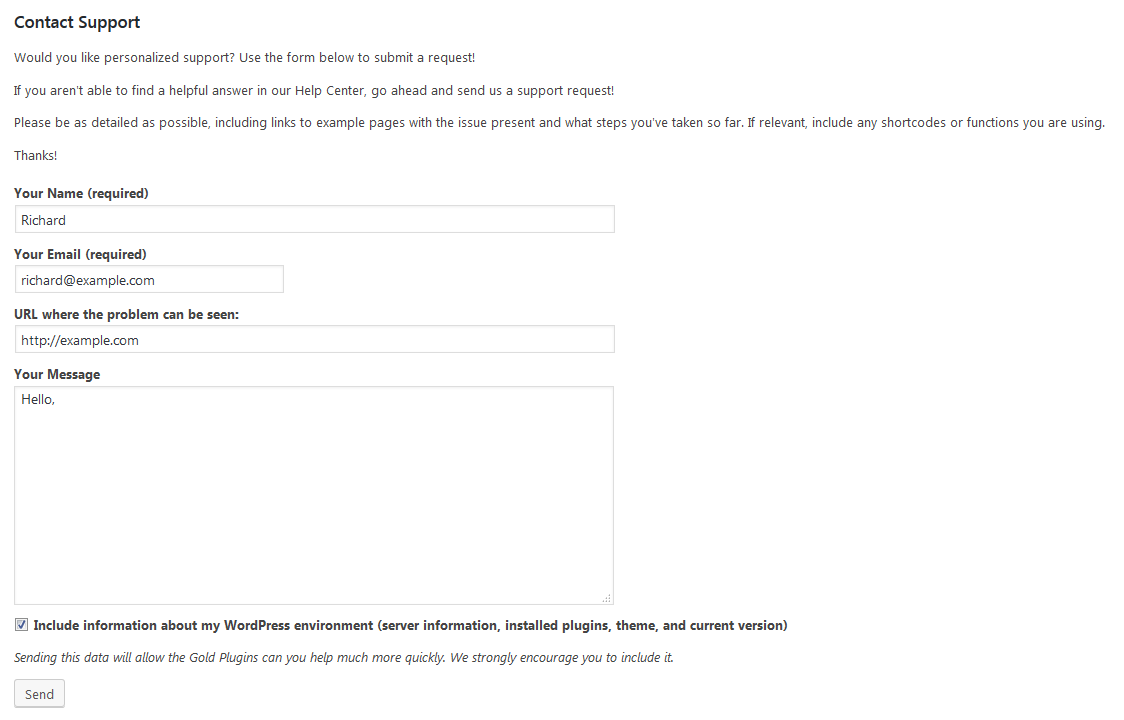 Contact Support
Would you like personalized support? Use the form below to submit a request!
If you aren't able to find a helpful answer in our Help Center, go ahead and send us a support request!
Please be as detailed as possible, including links to example pages with the issue present and what steps you've taken so far. If relevant, include any shortcodes or functions you are using.
Thanks!
Your Name (required)
Richard
Your Email (required)
richard@example.com
URL where the problem can be seen:
http://example.com
Your Message
Hello,
Include information about my WordPress environment (server information, installed plugins, theme, and current version)
Sending this data will allow the Gold Plugins can you help much more quickly. We strongly encourage you to include it.
Send